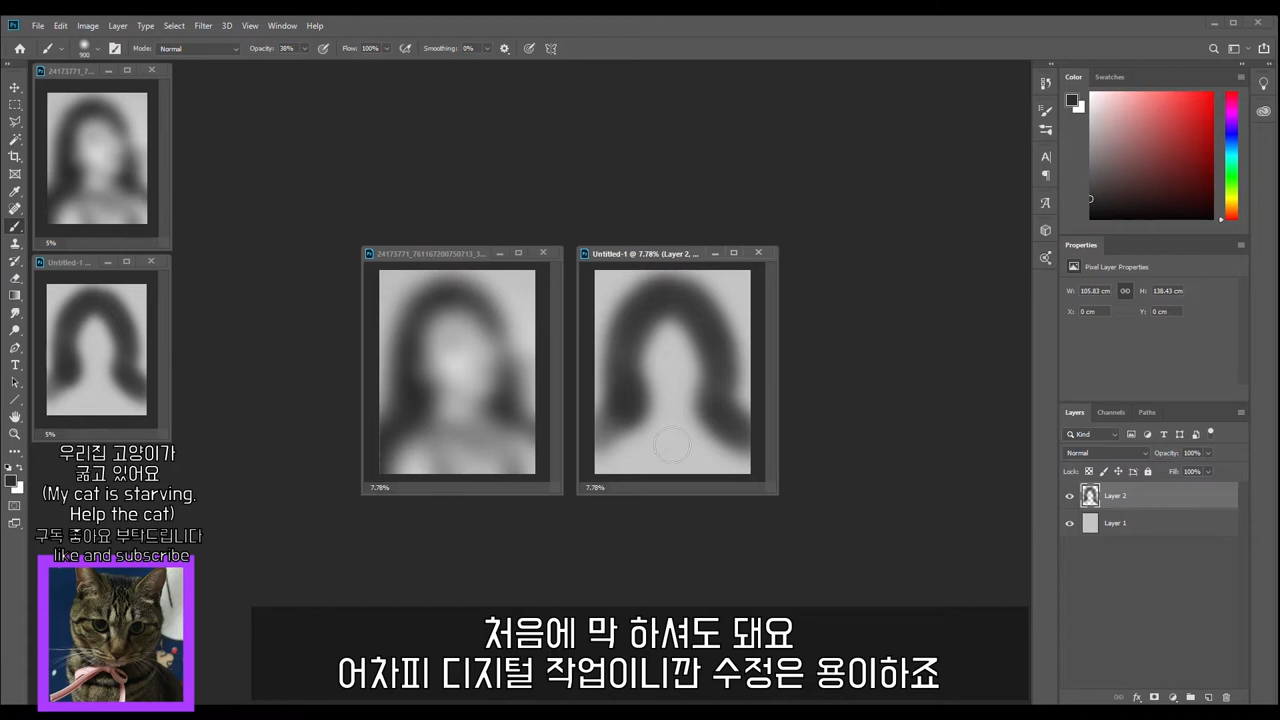 Ps File Edit Image Layer Type Select Filter 3D View Window Help
900 Mode: Normal Opacity: 38% Flow: 100% Smoothing: 0%
24173771_7...
5%
Untitled-1 ...
5%
24173771_761167200750713_3...
7.78%
Untitled-1 @ 7.78% (Layer 2, ...
7.78%
Color Swatches
Properties
Pixel Layer Properties
W: 105.83 cm H: 138.43 cm
X: 0 cm Y: 0 cm
Layers Channels Paths
Kind
Normal Opacity: 100%
Lock: Fill: 100%
Layer 2
Layer 1
우리집 고양이가
굶고 있어요
(My cat is starving.
Help the cat)
구독 좋아요 부탁드립니다
like and subscribe
처음에 막 하셔도 돼요
어차피 디지털 작업이니깐 수정은 용이하죠